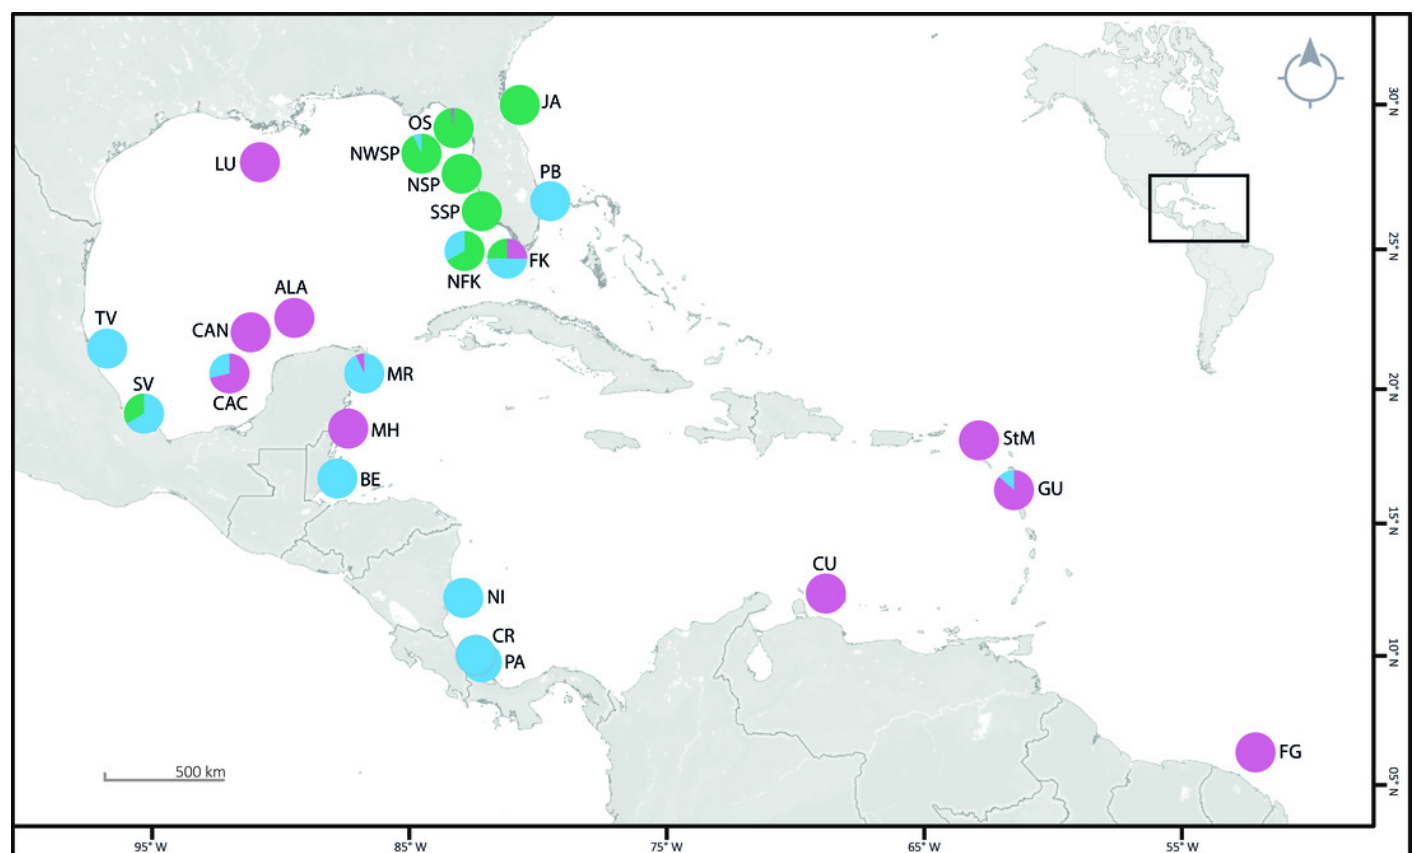 JA
OS
30° N
NWSP
LU
NSP
PB
SSP
25° N
FK
NFK
ALA
TV
CAN
MR
20° N
SV
CAC
MH
StM
BE
GU
15° N
CU
NI
CR
PA
10° N
FG
500 km
05° N
95° W
85° W
75° W
65° W
55° W